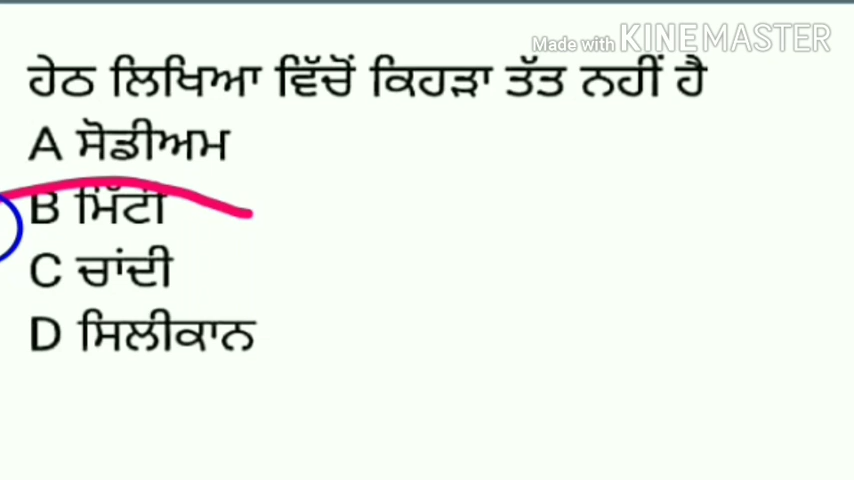 Made with KINEMASTER
ਹੇਠ ਲਿਖਿਆ ਵਿੱਚੋਂ ਕਿਹੜਾ ਤੱਤ ਨਹੀਂ ਹੈ
A ਸੋਡੀਅਮ
B ਮਿੱਟੀ
C ਚਾਂਦੀ
D ਸਿਲੀਕਾਨ